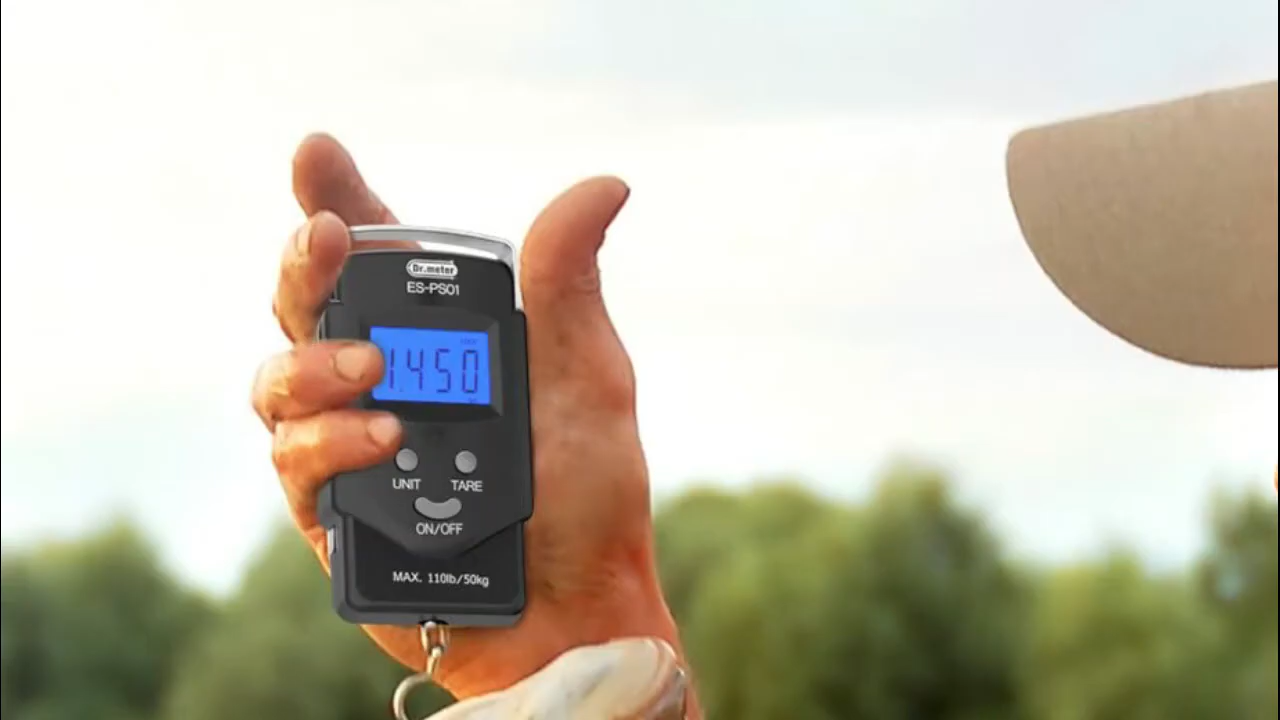 Dr.meter
ES-PS01
1.450
UNIT TARE
ON/OFF
MAX. 110lb/50kg